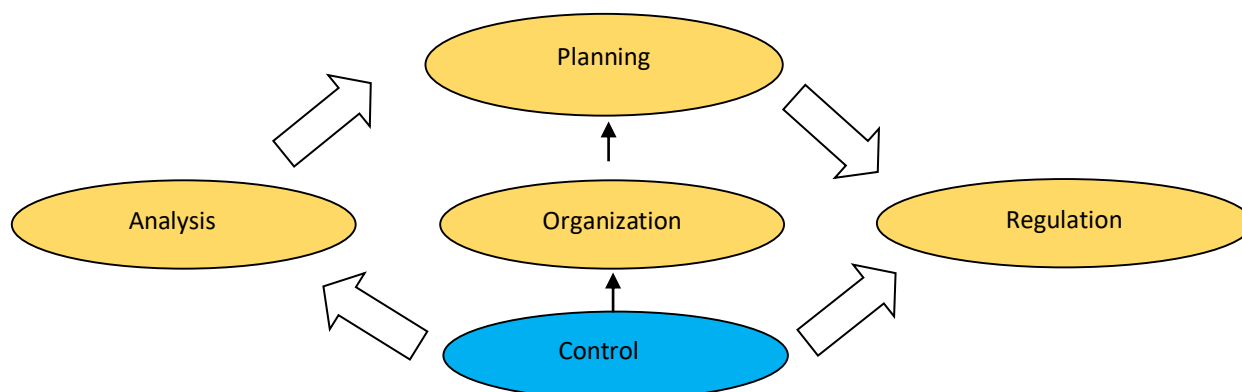 Planning
Analysis
Organization
Regulation
Control